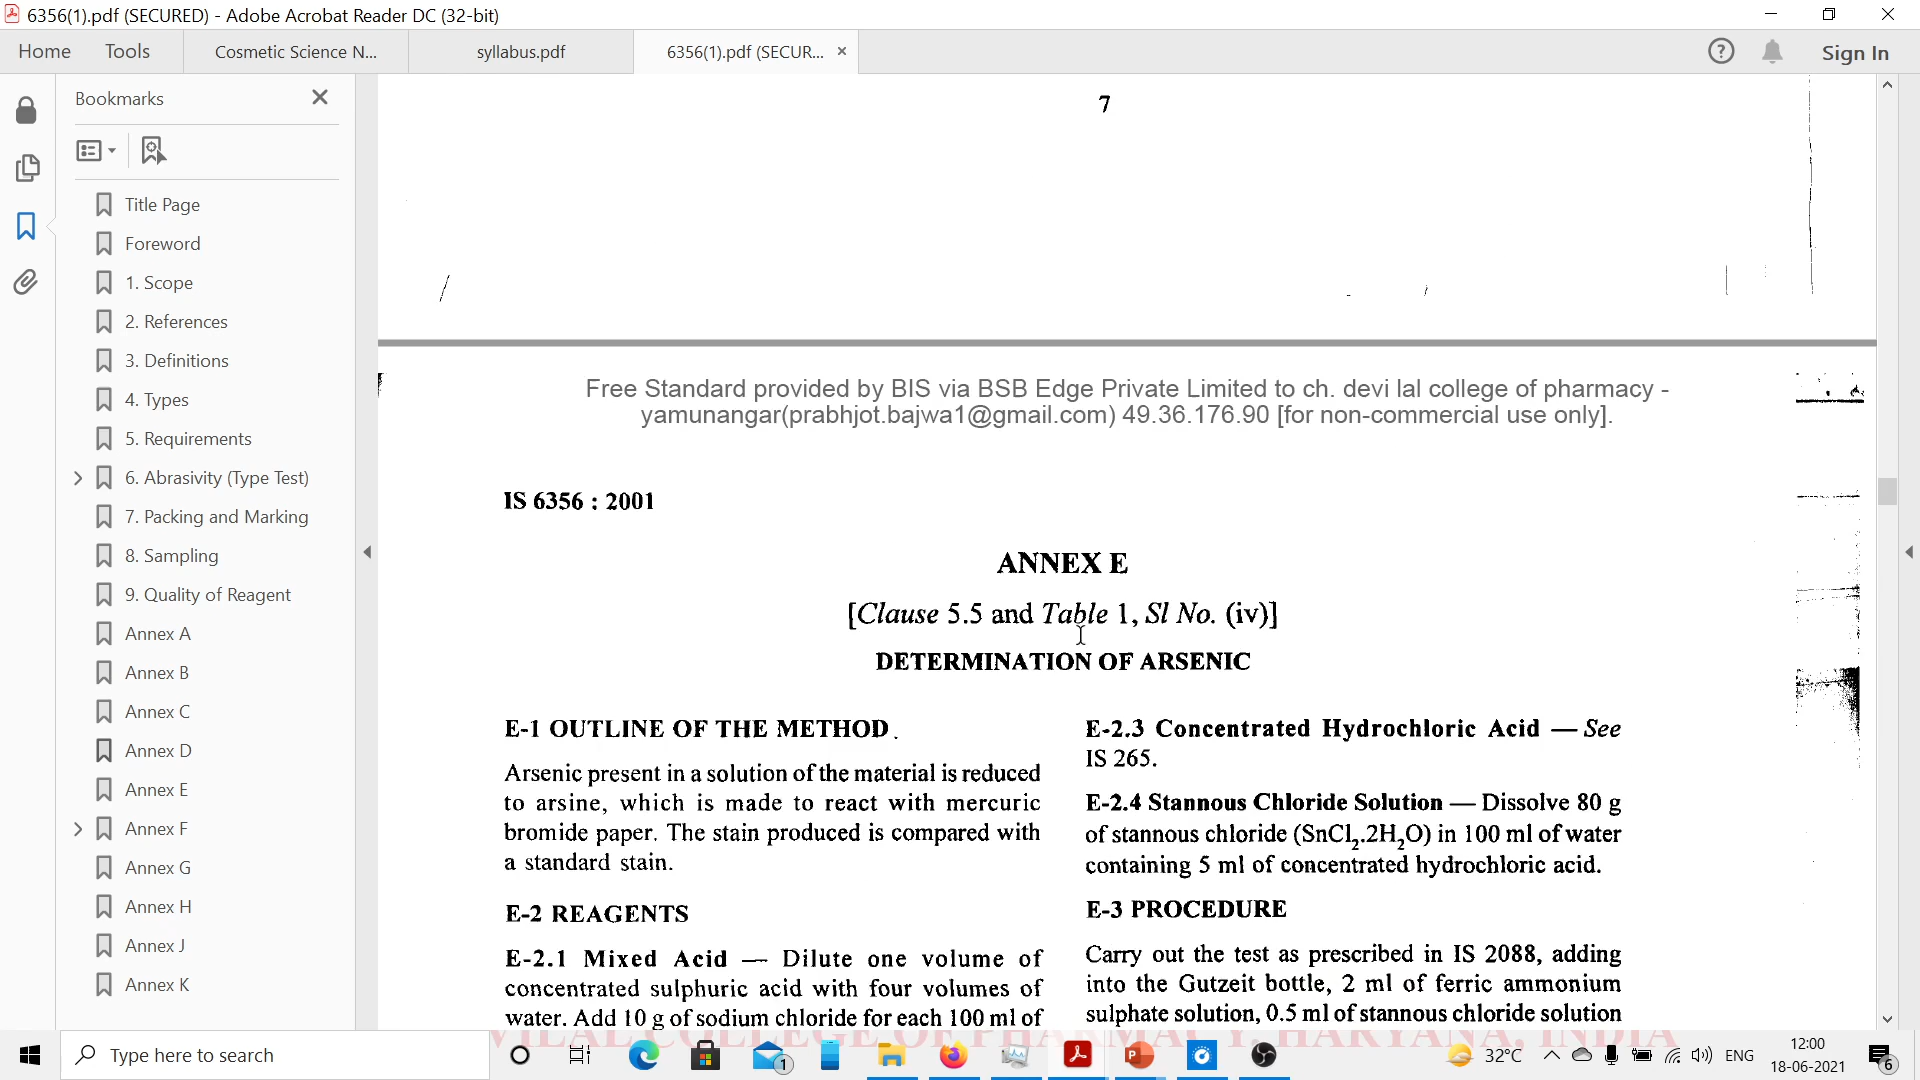 6356(1).pdf (SECURED) - Adobe Acrobat Reader DC (32-bit)
Home
Tools
Cosmetic Science N...
syllabus.pdf
6356(1).pdf (SECUR...
Sign In
Bookmarks
Title Page
Foreword
1. Scope
2. References
3. Definitions
4. Types
5. Requirements
6. Abrasivity (Type Test)
7. Packing and Marking
8. Sampling
9. Quality of Reagent
Annex A
Annex B
Annex C
Annex D
Annex E
Annex F
Annex G
Annex H
Annex J
Annex K
7
Free Standard provided by BIS via BSB Edge Private Limited to ch. devi lal college of pharmacy -
yamunangar(prabhjot.bajwa1@gmail.com) 49.36.176.90 [for non-commercial use only].
IS 6356 : 2001
ANNEX E
[Clause 5.5 and Table 1, Sl No. (iv)]
DETERMINATION OF ARSENIC
E-1 OUTLINE OF THE METHOD
Arsenic present in a solution of the material is reduced
to arsine, which is made to react with mercuric
bromide paper. The stain produced is compared with
a standard stain.
E-2 REAGENTS
E-2.1 Mixed Acid — Dilute one volume of
concentrated sulphuric acid with four volumes of
water. Add 10 g of sodium chloride for each 100 ml of
E-2.3 Concentrated Hydrochloric Acid — See
IS 265.
E-2.4 Stannous Chloride Solution — Dissolve 80 g
of stannous chloride (SnCl₂.2H₂O) in 100 ml of water
containing 5 ml of concentrated hydrochloric acid.
E-3 PROCEDURE
Carry out the test as prescribed in IS 2088, adding
into the Gutzeit bottle, 2 ml of ferric ammonium
sulphate solution, 0.5 ml of stannous chloride solution
COLLEGE OF PHARMACY, HARYANA, INDIA
Type here to search
1
32°C
ENG
12:00
18-06-2021
6